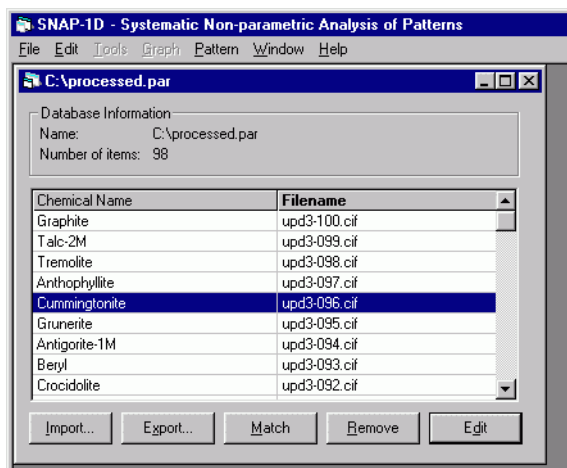 SNAP-1D - Systematic Non-parametric Analysis of Patterns
File Edit Tools Graph Pattern Window Help
C:\processed.par
Database Information
Name: C:\processed.par
Number of items: 98
Chemical Name Filename
Graphite upd3-100.cif
Talc-2M upd3-099.cif
Tremolite upd3-098.cif
Anthophyllite upd3-097.cif
Cummingtonite upd3-096.cif
Grunerite upd3-095.cif
Antigorite-1M upd3-094.cif
Beryl upd3-093.cif
Crocidolite upd3-092.cif
Import... Export... Match Remove Edit